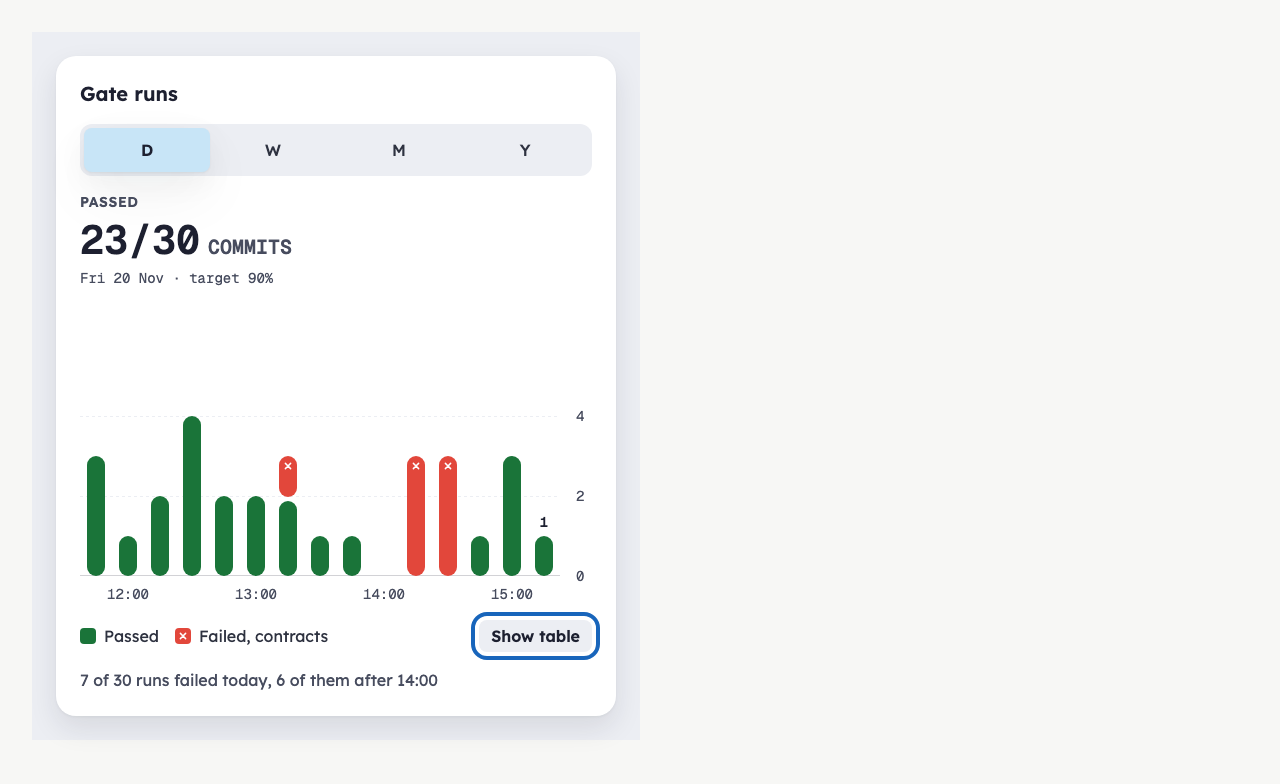 Gate runs
D W M Y
PASSED
23/30 COMMITS
Fri 20 Nov · target 90%
4
2
1
0
12:00 13:00 14:00 15:00
Passed Failed, contracts Show table
7 of 30 runs failed today, 6 of them after 14:00